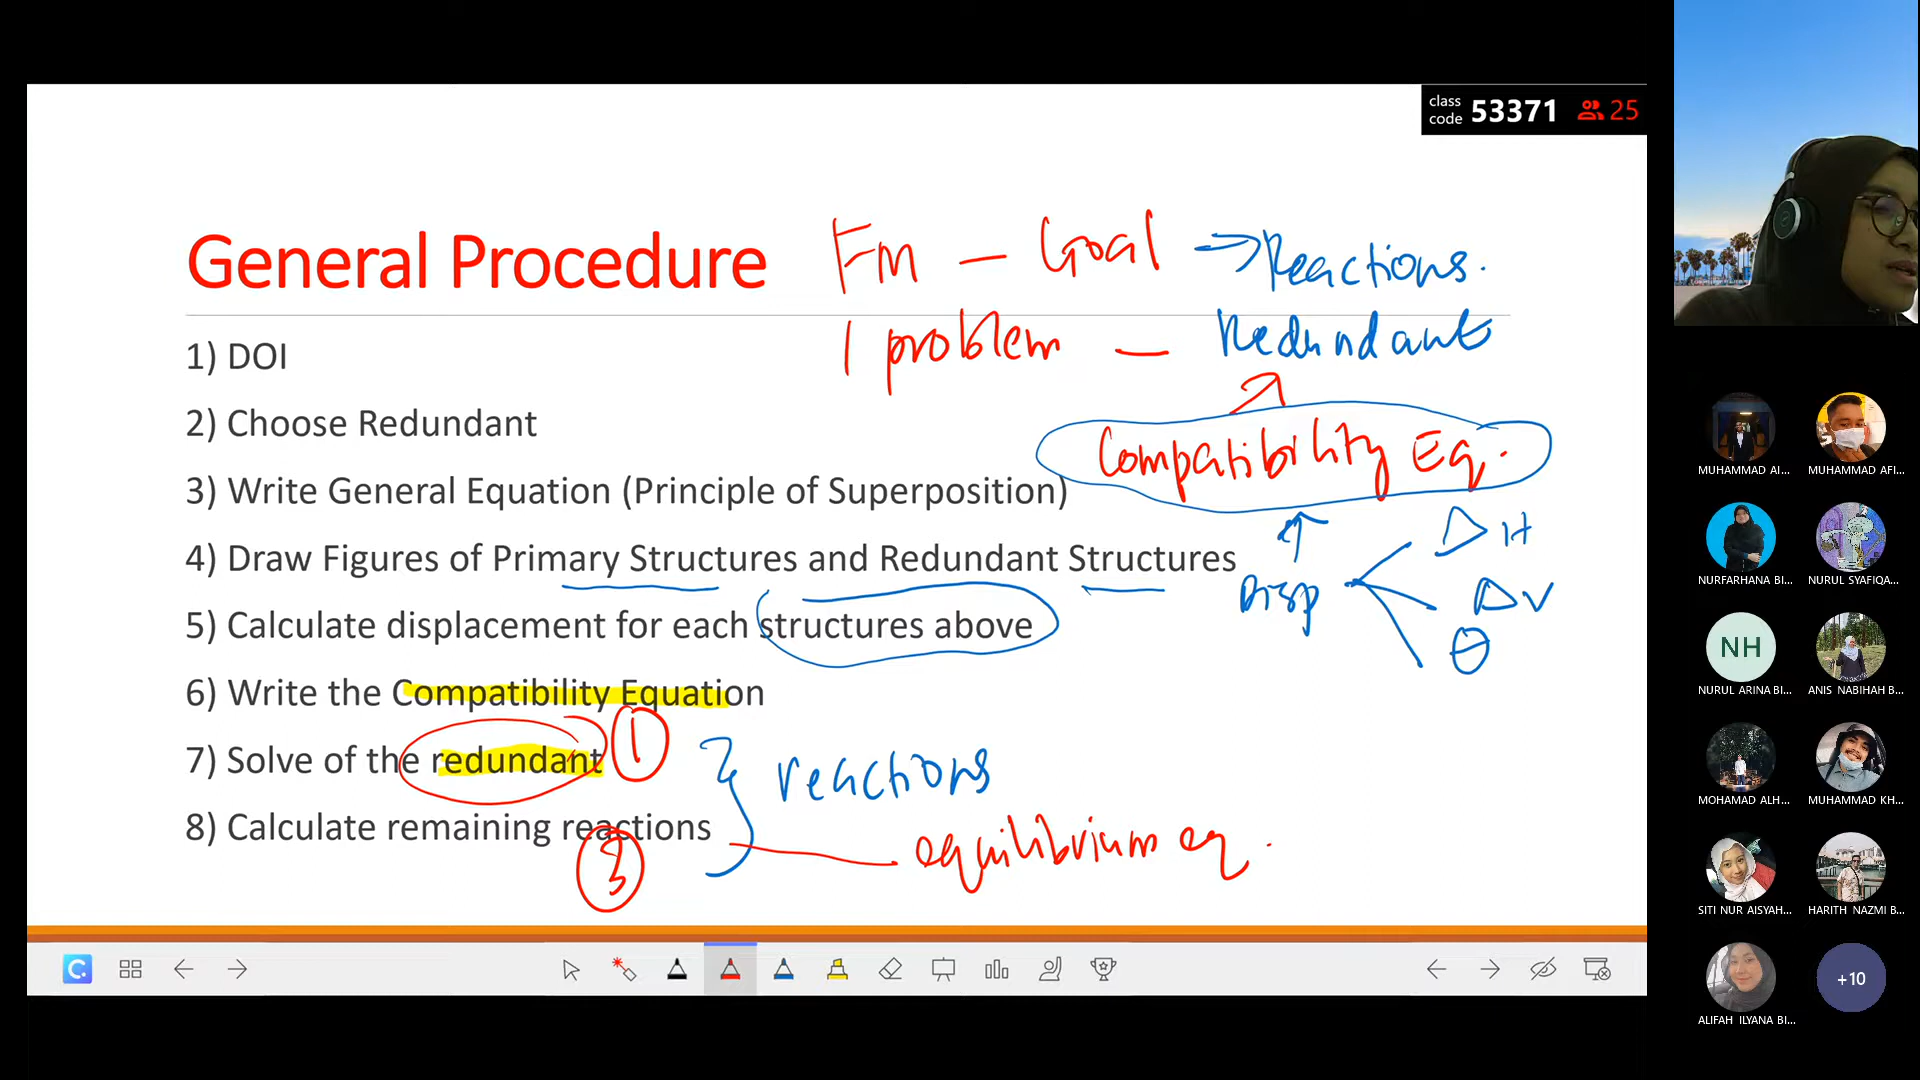 class code 53371 25
General Procedure
Fm – Goal → Reactions.
1 problem – Redundant
1) DOI
2) Choose Redundant
Compatibility Eq.
3) Write General Equation (Principle of Superposition)
4) Draw Figures of Primary Structures and Redundant Structures
Disp
Δ H
Δ V
θ
5) Calculate displacement for each structures above
6) Write the Compatibility Equation
7) Solve of the redundant
1
reactions
8) Calculate remaining reactions
3
equilibrium eq.
C.
MUHAMMAD AI...
MUHAMMAD AFI...
NURFARHANA BI...
NURUL SYAFIQA...
NH
NURUL ARINA BI...
ANIS NABIHAH B...
MOHAMAD ALH...
MUHAMMAD KH...
SITI NUR AISYAH...
HARITH NAZMI B...
ALIFAH ILYANA BI...
+10